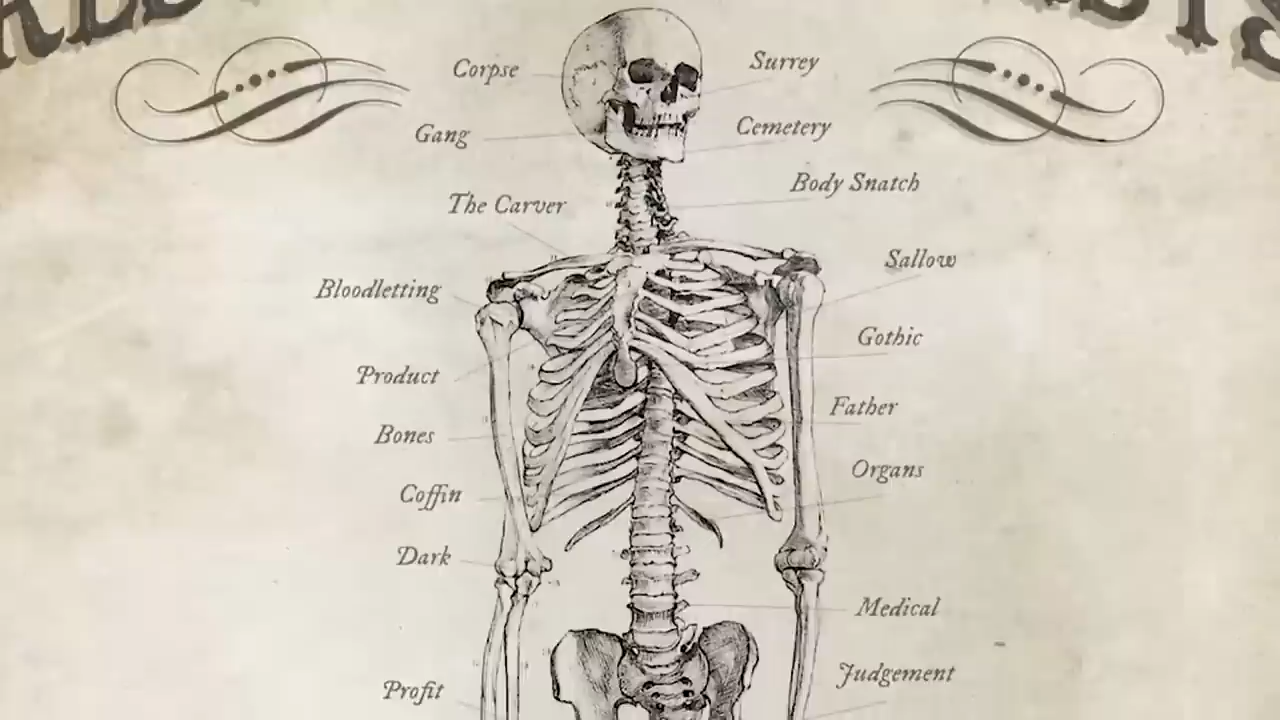 Corpse
Surrey
Gang
Cemetery
Body Snatch
The Carver
Sallow
Bloodletting
Gothic
Product
Father
Bones
Organs
Coffin
Dark
Medical
Judgement
Profit